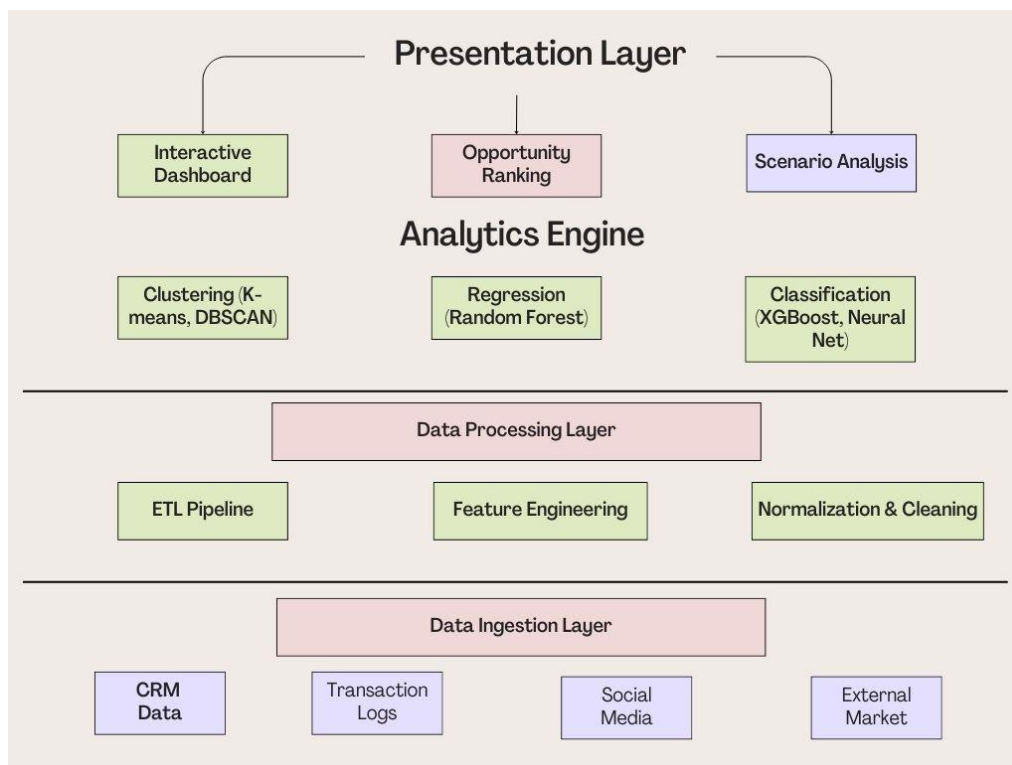 Presentation Layer
Interactive
Dashboard
Opportunity
Ranking
Scenario Analysis
Analytics Engine
Clustering (K-
means, DBSCAN)
Regression
(Random Forest)
Classification
(XGBoost, Neural
Net)
Data Processing Layer
ETL Pipeline
Feature Engineering
Normalization & Cleaning
Data Ingestion Layer
CRM
Data
Transaction
Logs
Social
Media
External
Market